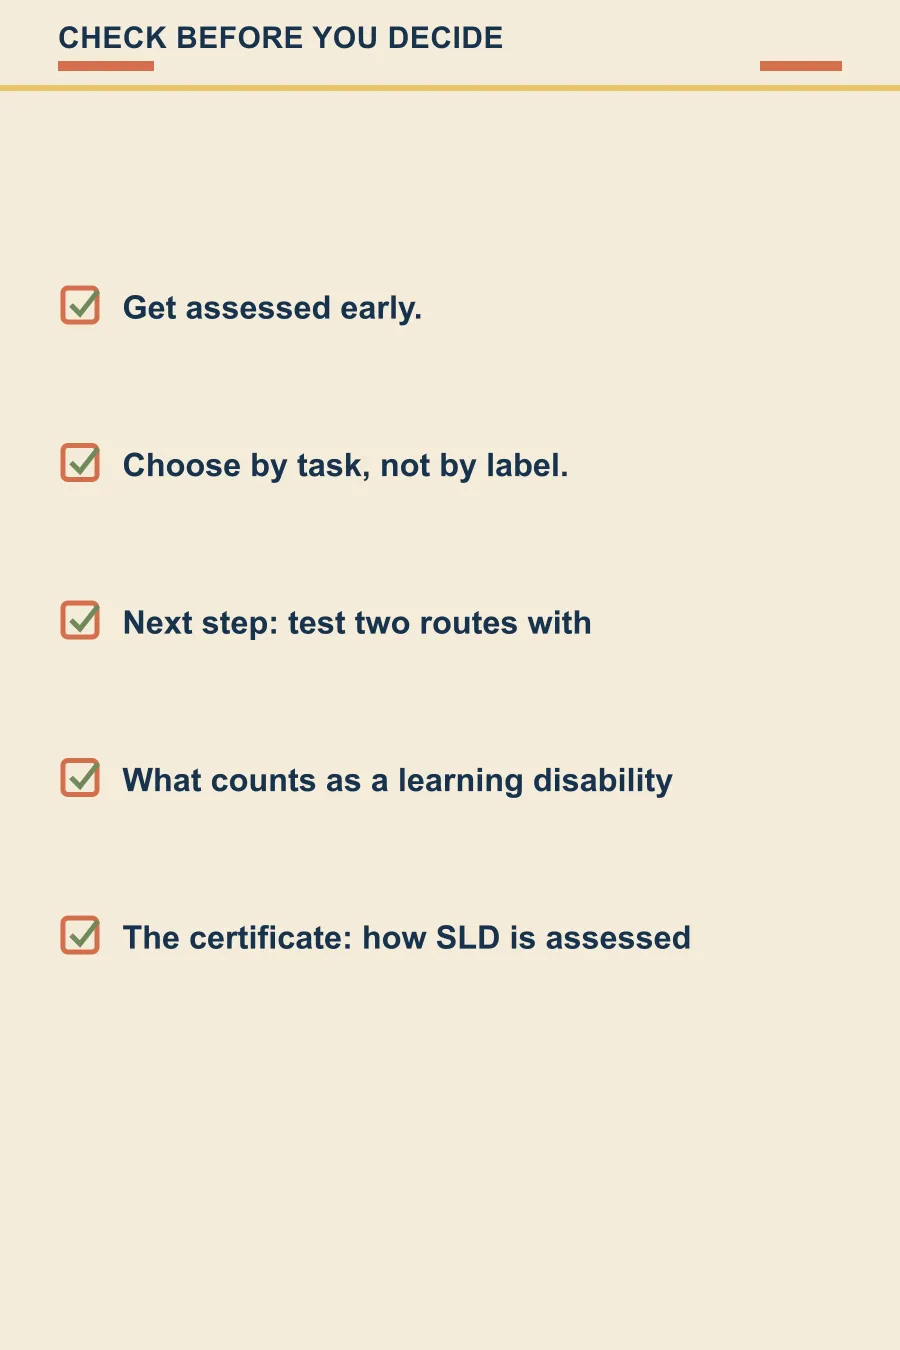 CHECK BEFORE YOU DECIDE
Get assessed early.
Choose by task, not by label.
Next step: test two routes with
What counts as a learning disability
The certificate: how SLD is assessed